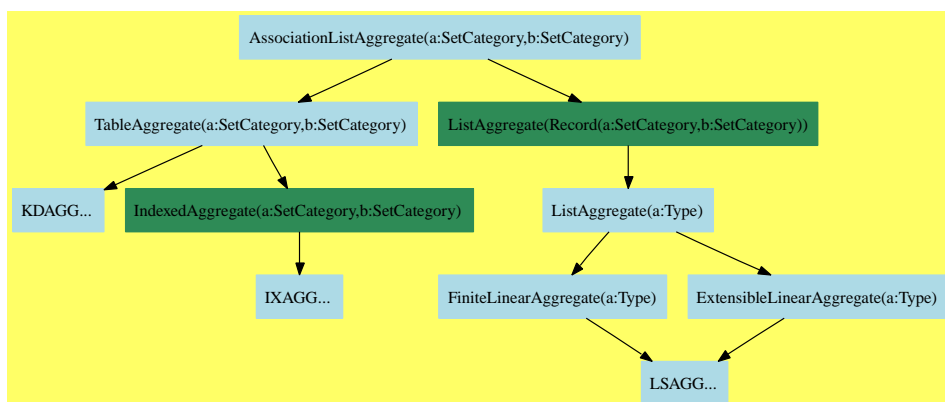 AssociationListAggregate(a:SetCategory,b:SetCategory)
TableAggregate(a:SetCategory,b:SetCategory)
ListAggregate(Record(a:SetCategory,b:SetCategory))
KDAGG...
IndexedAggregate(a:SetCategory,b:SetCategory)
ListAggregate(a:Type)
IXAGG...
FiniteLinearAggregate(a:Type)
ExtensibleLinearAggregate(a:Type)
LSAGG...